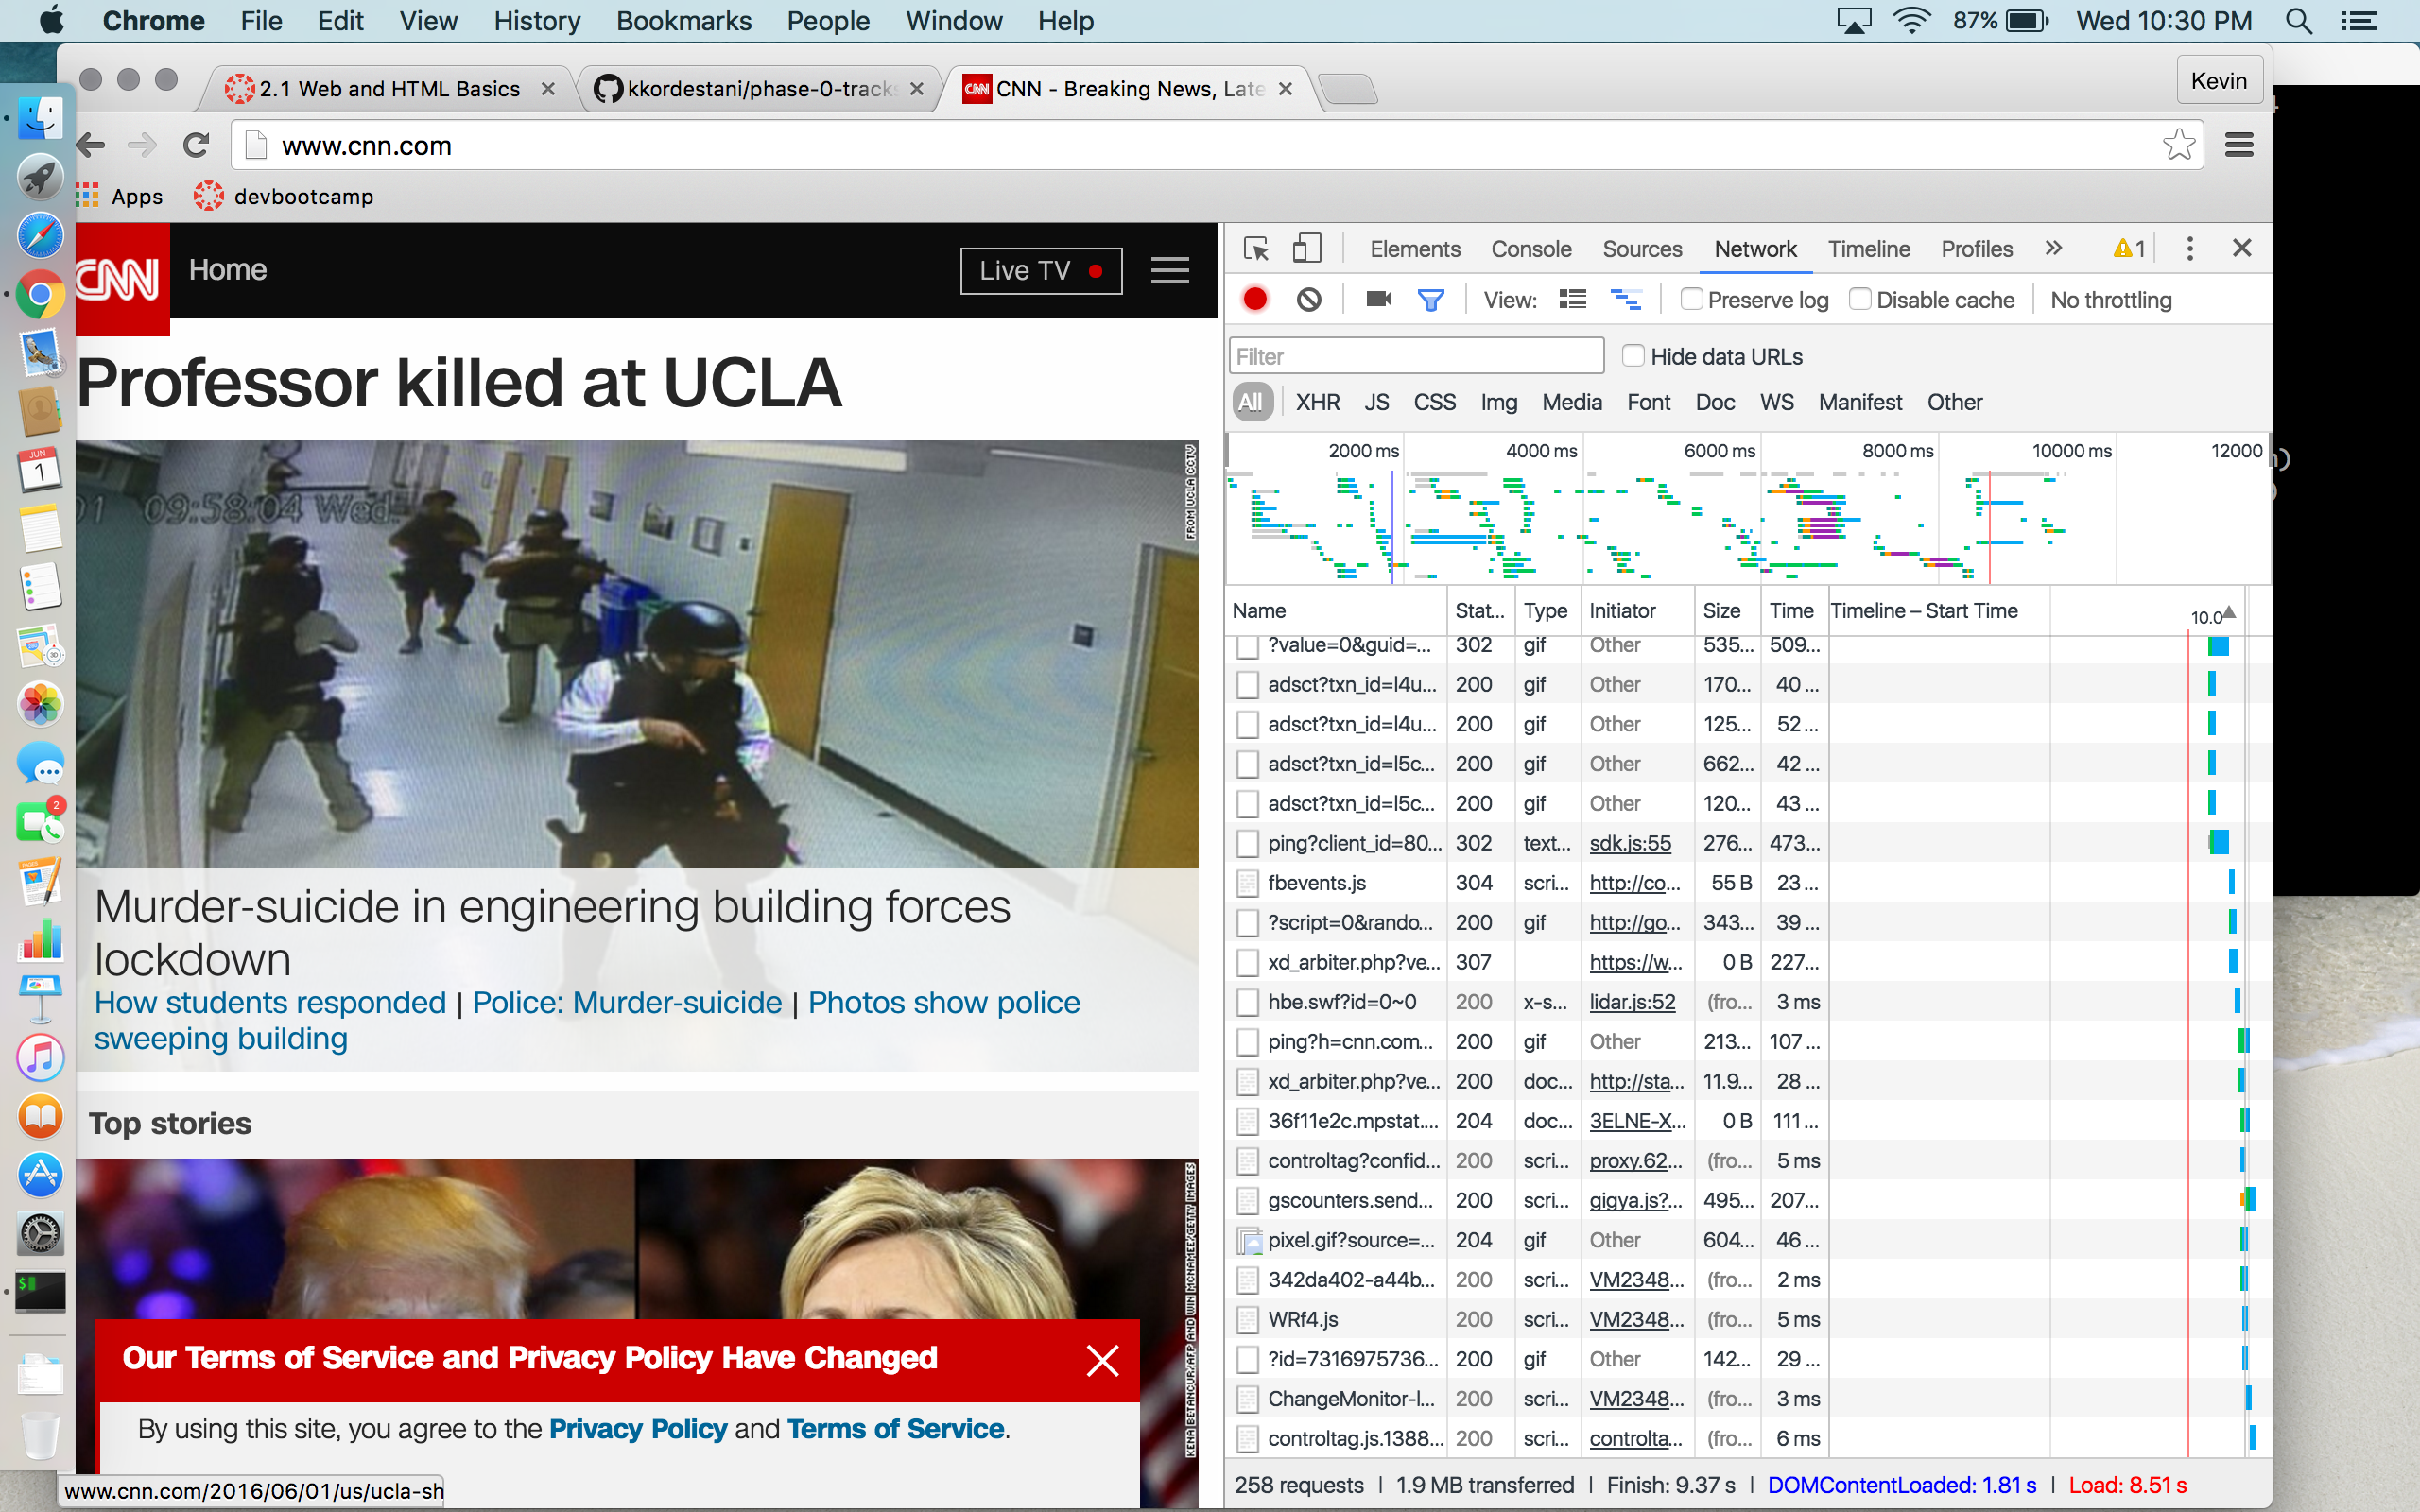 Chrome File Edit View History Bookmarks People Window Help 87% Wed 10:30 PM
2.1 Web and HTML Basics
kkordestani/phase-0-tracks
CNN CNN - Breaking News, Late
Kevin
www.cnn.com
Apps devbootcamp
CNN Home Live TV
Professor killed at UCLA
FROM UCLA CCTV
09:58:04 Wed
Murder-suicide in engineering building forces
lockdown
How students responded | Police: Murder-suicide | Photos show police
sweeping building
Top stories
Our Terms of Service and Privacy Policy Have Changed
By using this site, you agree to the Privacy Policy and Terms of Service.
www.cnn.com/2016/06/01/us/ucla-sh
JUN
1
2
PAGES
$
Elements Console Sources Network Timeline Profiles » 1
View: Preserve log Disable cache No throttling
Filter Hide data URLs
All XHR JS CSS Img Media Font Doc WS Manifest Other
2000 ms 4000 ms 6000 ms 8000 ms 10000 ms 12000
Name Stat... Type Initiator Size Time Timeline – Start Time 10.0
?value=0&guid=... 302 gif Other 535... 509...
adsct?txn_id=l4u... 200 gif Other 170... 40 ...
adsct?txn_id=l4u... 200 gif Other 125... 52 ...
adsct?txn_id=l5c... 200 gif Other 662... 42 ...
adsct?txn_id=l5c... 200 gif Other 120... 43 ...
ping?client_id=80... 302 text... sdk.js:55 276... 473...
fbevents.js 304 scri... http://co... 55 B 23 ...
?script=0&rando... 200 gif http://go... 343... 39 ...
xd_arbiter.php?ve... 307 https://w... 0 B 227...
hbe.swf?id=0~0 200 x-s... lidar.js:52 (fro... 3 ms
ping?h=cnn.com... 200 gif Other 213... 107 ...
xd_arbiter.php?ve... 200 doc... http://sta... 11.9... 28 ...
36f11e2c.mpstat.... 204 doc... 3ELNE-X... 0 B 111 ...
controltag?confid... 200 scri... proxy.62... (fro... 5 ms
gscounters.send... 200 scri... gigya.js?... 495... 207...
pixel.gif?source=... 204 gif Other 604... 46 ...
342da402-a44b... 200 scri... VM2348... (fro... 2 ms
WRf4.js 200 scri... VM2348... (fro... 5 ms
?id=7316975736... 200 gif Other 142... 29 ...
ChangeMonitor-l... 200 scri... VM2348... (fro... 3 ms
controltag.js.1388... 200 scri... controlta... (fro... 6 ms
258 requests | 1.9 MB transferred | Finish: 9.37 s | DOMContentLoaded: 1.81 s | Load: 8.51 s